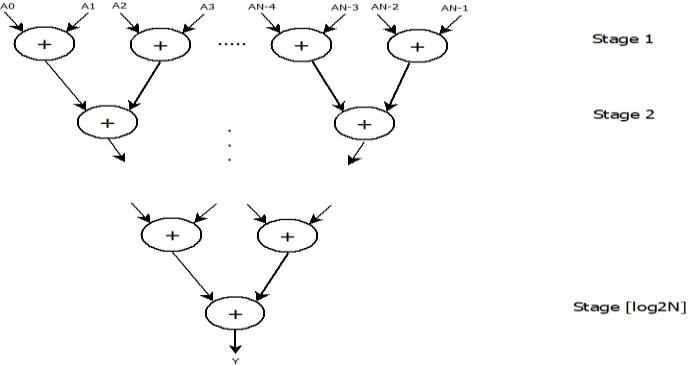 A0 A1 A2 A3 AN-4 AN-3 AN-2 AN-1
+ + ..... + + Stage 1
+ + Stage 2
+ +
+ Stage [log2N]
Y